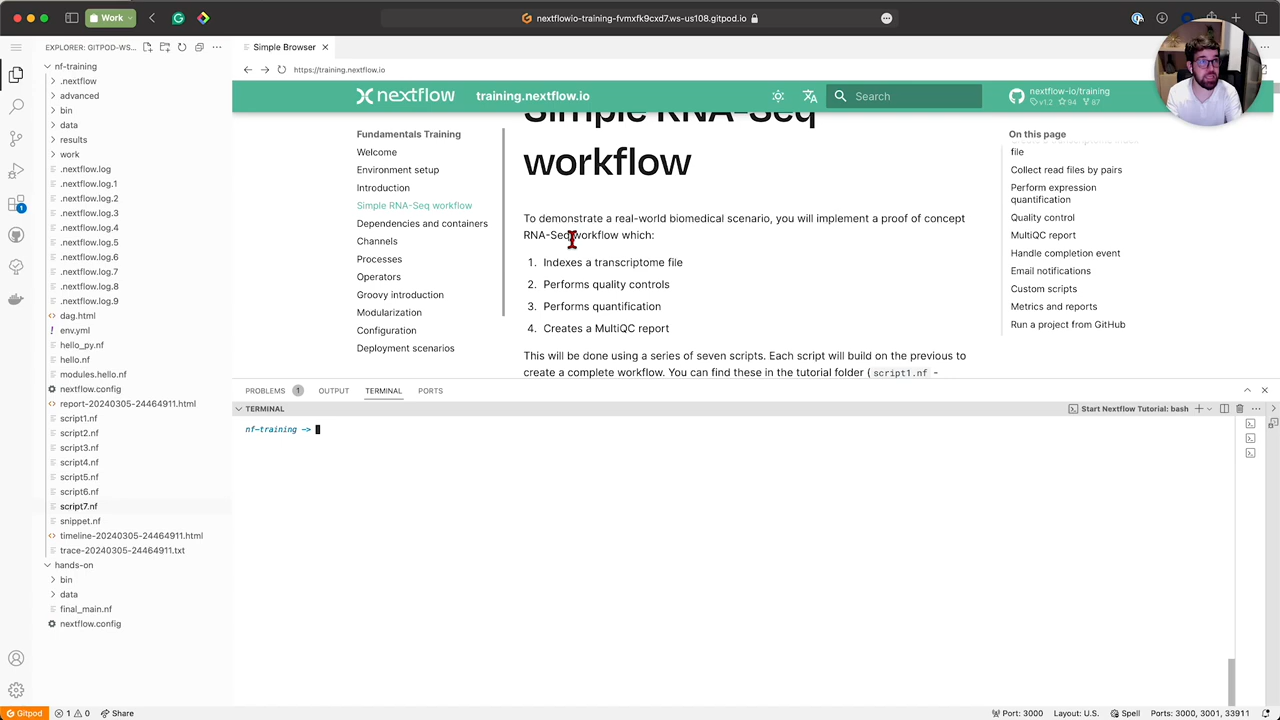 Work
nextflowio-training-fvmxfk9cxd7.ws-us108.gitpod.io
EXPLORER: GITPOD-WS...
nf-training
.nextflow
advanced
bin
data
results
work
.nextflow.log
.nextflow.log.1
.nextflow.log.2
.nextflow.log.3
.nextflow.log.4
.nextflow.log.5
.nextflow.log.6
.nextflow.log.7
.nextflow.log.8
.nextflow.log.9
dag.html
env.yml
hello_py.nf
hello.nf
modules.hello.nf
nextflow.config
report-20240305-24464911.html
script1.nf
script2.nf
script3.nf
script4.nf
script5.nf
script6.nf
script7.nf
snippet.nf
timeline-20240305-24464911.html
trace-20240305-24464911.txt
hands-on
bin
data
final_main.nf
nextflow.config
Simple Browser
https://training.nextflow.io
nextflow
training.nextflow.io
Search
nextflow-io/training
v1.2 94 87
Fundamentals Training
Welcome
Environment setup
Introduction
Simple RNA-Seq workflow
Dependencies and containers
Channels
Processes
Operators
Groovy introduction
Modularization
Configuration
Deployment scenarios
Simple RNA-Seq
workflow
To demonstrate a real-world biomedical scenario, you will implement a proof of concept
RNA-Seq workflow which:
1. Indexes a transcriptome file
2. Performs quality controls
3. Performs quantification
4. Creates a MultiQC report
This will be done using a series of seven scripts. Each script will build on the previous to
create a complete workflow. You can find these in the tutorial folder ( script1.nf -
On this page
file
Collect read files by pairs
Perform expression
quantification
Quality control
MultiQC report
Handle completion event
Email notifications
Custom scripts
Metrics and reports
Run a project from GitHub
PROBLEMS 1 OUTPUT TERMINAL PORTS
TERMINAL
Start Nextflow Tutorial: bash
nf-training ->
Gitpod 1 0 Share
Port: 3000 Layout: U.S. Spell Ports: 3000, 3001, 33911